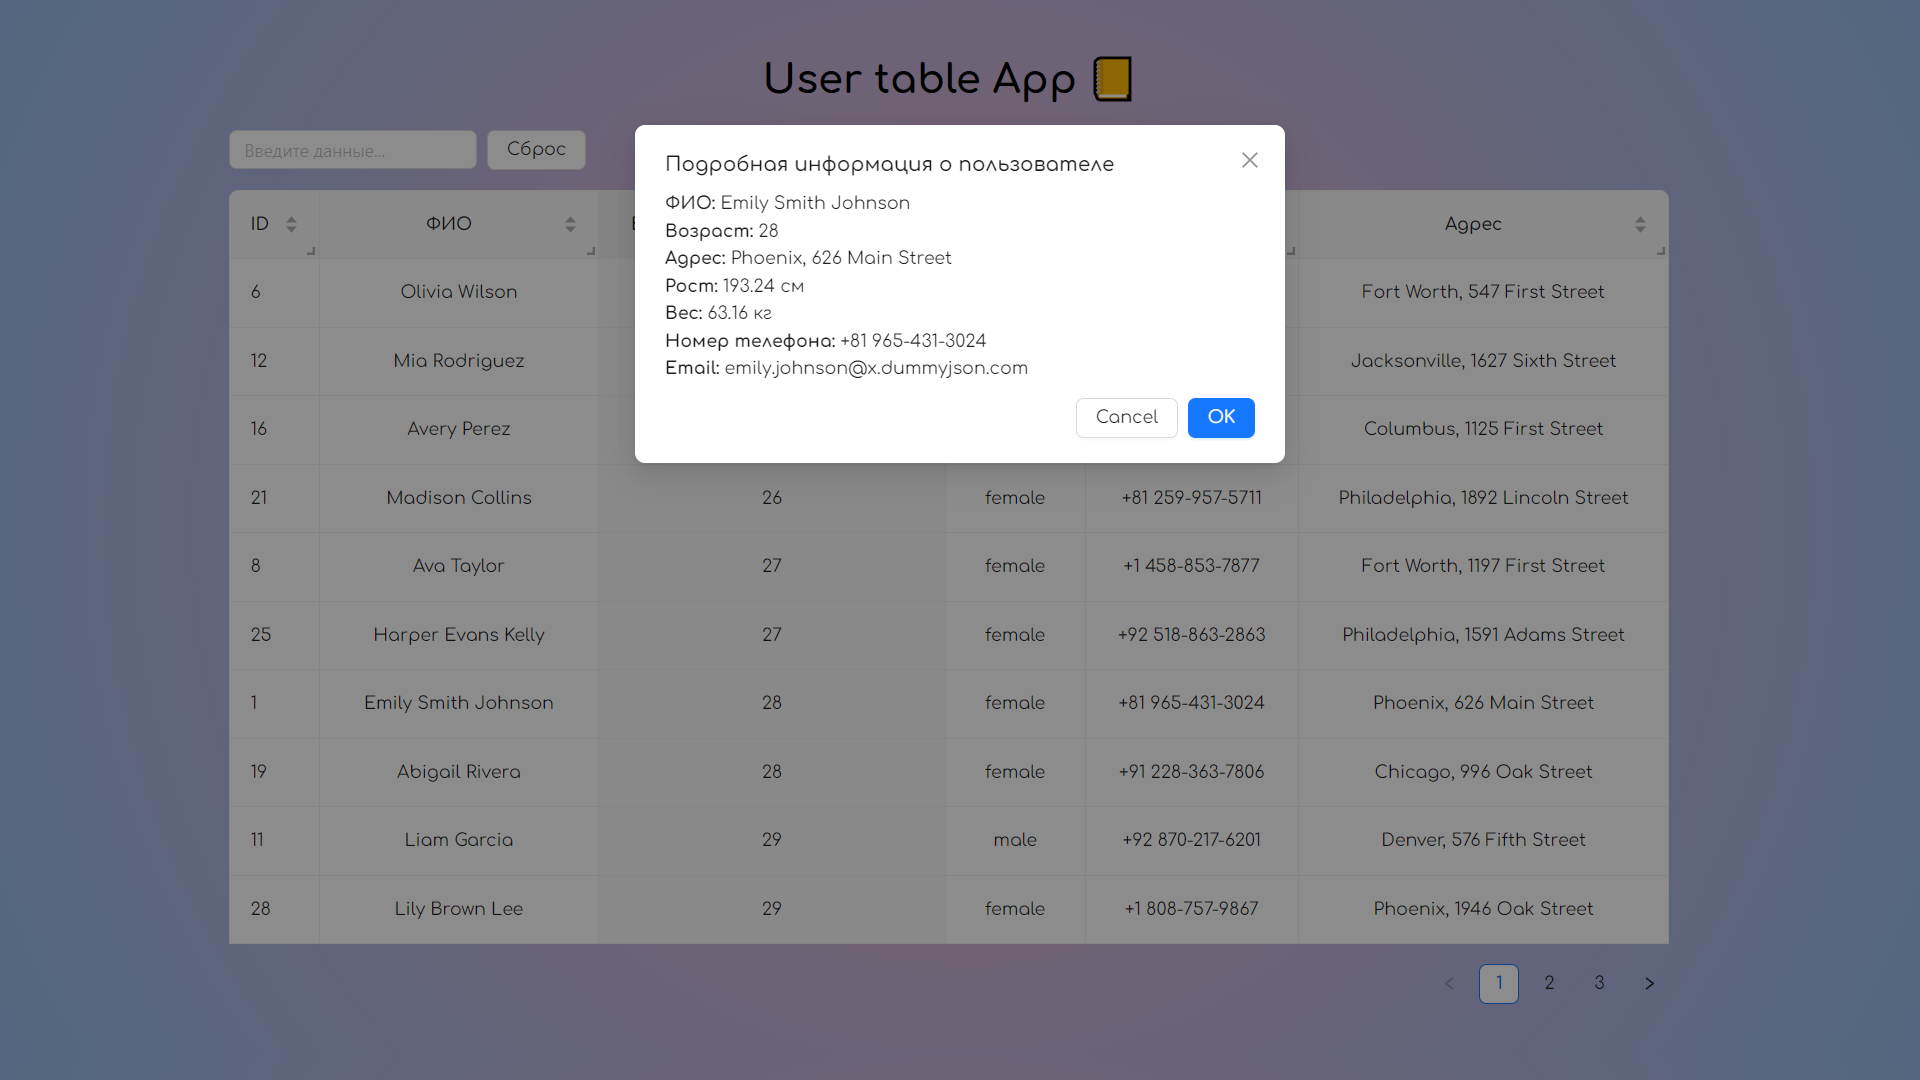 User table App
Введите данные...
Сброс
Подробная информация о пользователе
ФИО: Emily Smith Johnson
Возраст: 28
Адрес: Phoenix, 626 Main Street
Рост: 193.24 см
Вес: 63.16 кг
Номер телефона: +81 965-431-3024
Email: emily.johnson@x.dummyjson.com
Cancel OK
ID ФИО Адрес
6 Olivia Wilson Fort Worth, 547 First Street
12 Mia Rodriguez Jacksonville, 1627 Sixth Street
16 Avery Perez Columbus, 1125 First Street
21 Madison Collins 26 female +81 259-957-5711 Philadelphia, 1892 Lincoln Street
8 Ava Taylor 27 female +1 458-853-7877 Fort Worth, 1197 First Street
25 Harper Evans Kelly 27 female +92 518-863-2863 Philadelphia, 1591 Adams Street
1 Emily Smith Johnson 28 female +81 965-431-3024 Phoenix, 626 Main Street
19 Abigail Rivera 28 female +91 228-363-7806 Chicago, 996 Oak Street
11 Liam Garcia 29 male +92 870-217-6201 Denver, 576 Fifth Street
28 Lily Brown Lee 29 female +1 808-757-9867 Phoenix, 1946 Oak Street
< 1 2 3 >